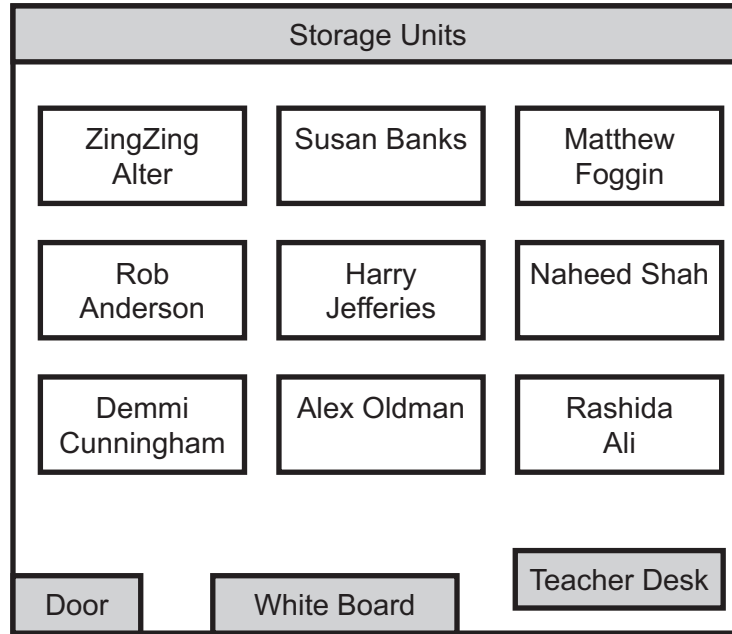 Storage Units
ZingZing
Alter
Susan Banks
Matthew
Foggin
Rob
Anderson
Harry
Jefferies
Naheed Shah
Demmi
Cunningham
Alex Oldman
Rashida
Ali
Door
White Board
Teacher Desk